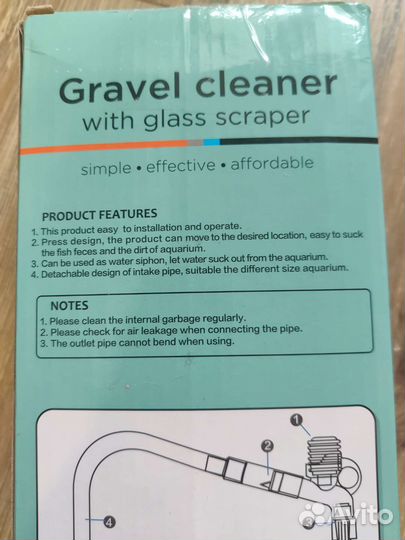 Gravel cleaner
with glass scraper
simple • effective • affordable
PRODUCT FEATURES
1. This product easy to installation and operate.
2. Press design, the product can move to the desired location, easy to suck
the fish feces and the dirt of aquarium.
3. Can be used as water siphon, let water suck out from the aquarium.
4. Detachable design of intake pipe, suitable the different size aquarium.
NOTES
1. Please clean the internal garbage regularly.
2. Please check for air leakage when connecting the pipe.
3. The outlet pipe cannot bend when using.
1
2
3
4
Avito